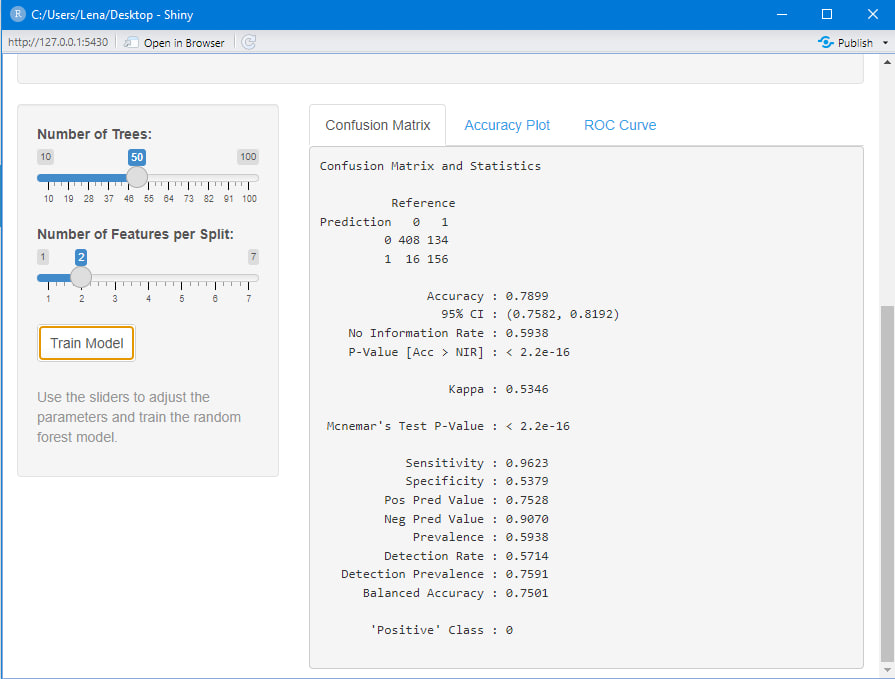 R C:/Users/Lena/Desktop - Shiny
http://127.0.0.1:5430 Open in Browser Publish
Number of Trees:
10 50 100
10 19 28 37 46 55 64 73 82 91 100
Number of Features per Split:
1 2 7
1 2 3 4 5 6 7
Train Model
Use the sliders to adjust the
parameters and train the random
forest model.
Confusion Matrix Accuracy Plot ROC Curve
Confusion Matrix and Statistics
Reference
Prediction 0 1
0 408 134
1 16 156
Accuracy : 0.7899
95% CI : (0.7582, 0.8192)
No Information Rate : 0.5938
P-Value [Acc > NIR] : < 2.2e-16
Kappa : 0.5346
Mcnemar's Test P-Value : < 2.2e-16
Sensitivity : 0.9623
Specificity : 0.5379
Pos Pred Value : 0.7528
Neg Pred Value : 0.9070
Prevalence : 0.5938
Detection Rate : 0.5714
Detection Prevalence : 0.7591
Balanced Accuracy : 0.7501
'Positive' Class : 0